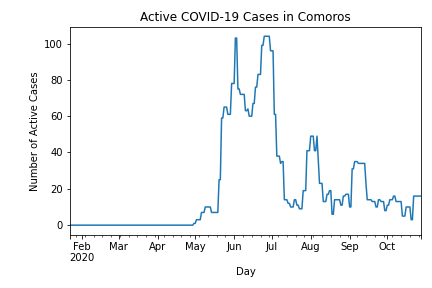 Active COVID-19 Cases in Comoros
Number of Active Cases
100
80
60
40
20
0
Feb Mar Apr May Jun Jul Aug Sep Oct
2020
Day